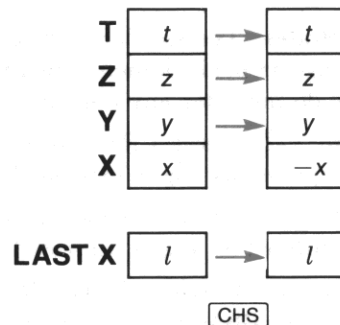 T t t
Z z z
Y y y
X x −x
LAST X l l
CHS